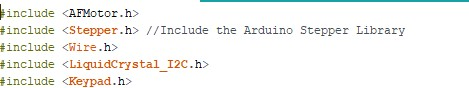 #include <AFMotor.h>
#include <Stepper.h> //Include the Arduino Stepper Library
#include <Wire.h>
#include <LiquidCrystal_I2C.h>
#include <Keypad.h>